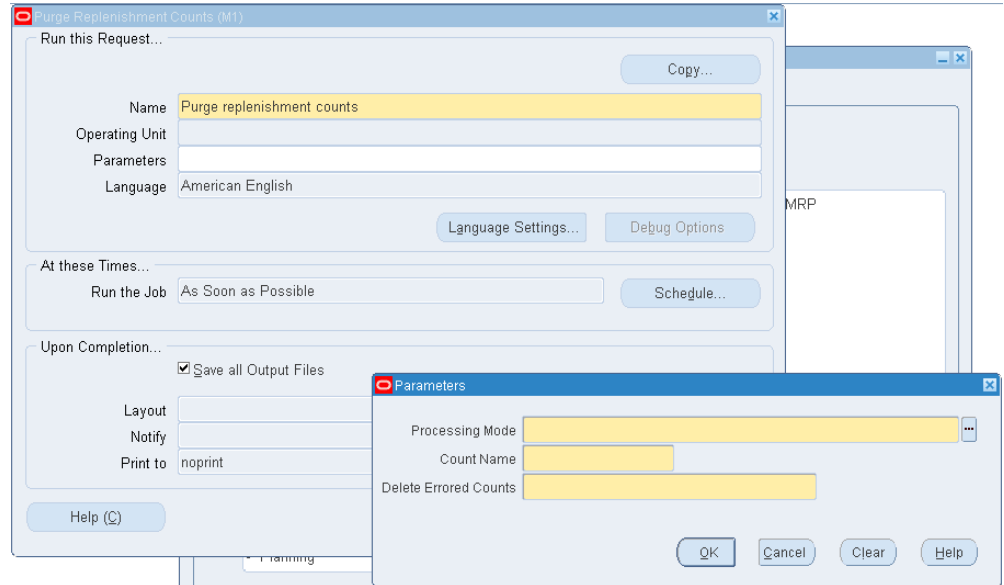 Purge Replenishment Counts (M1)
Run this Request...
Copy...
Name Purge replenishment counts
Operating Unit
Parameters
Language American English
MRP
Language Settings... Debug Options
At these Times...
Run the Job As Soon as Possible Schedule...
Upon Completion...
Save all Output Files
Layout
Notify
Print to noprint
Help (C)
Parameters
Processing Mode
Count Name
Delete Errored Counts
OK Cancel Clear Help
Planning